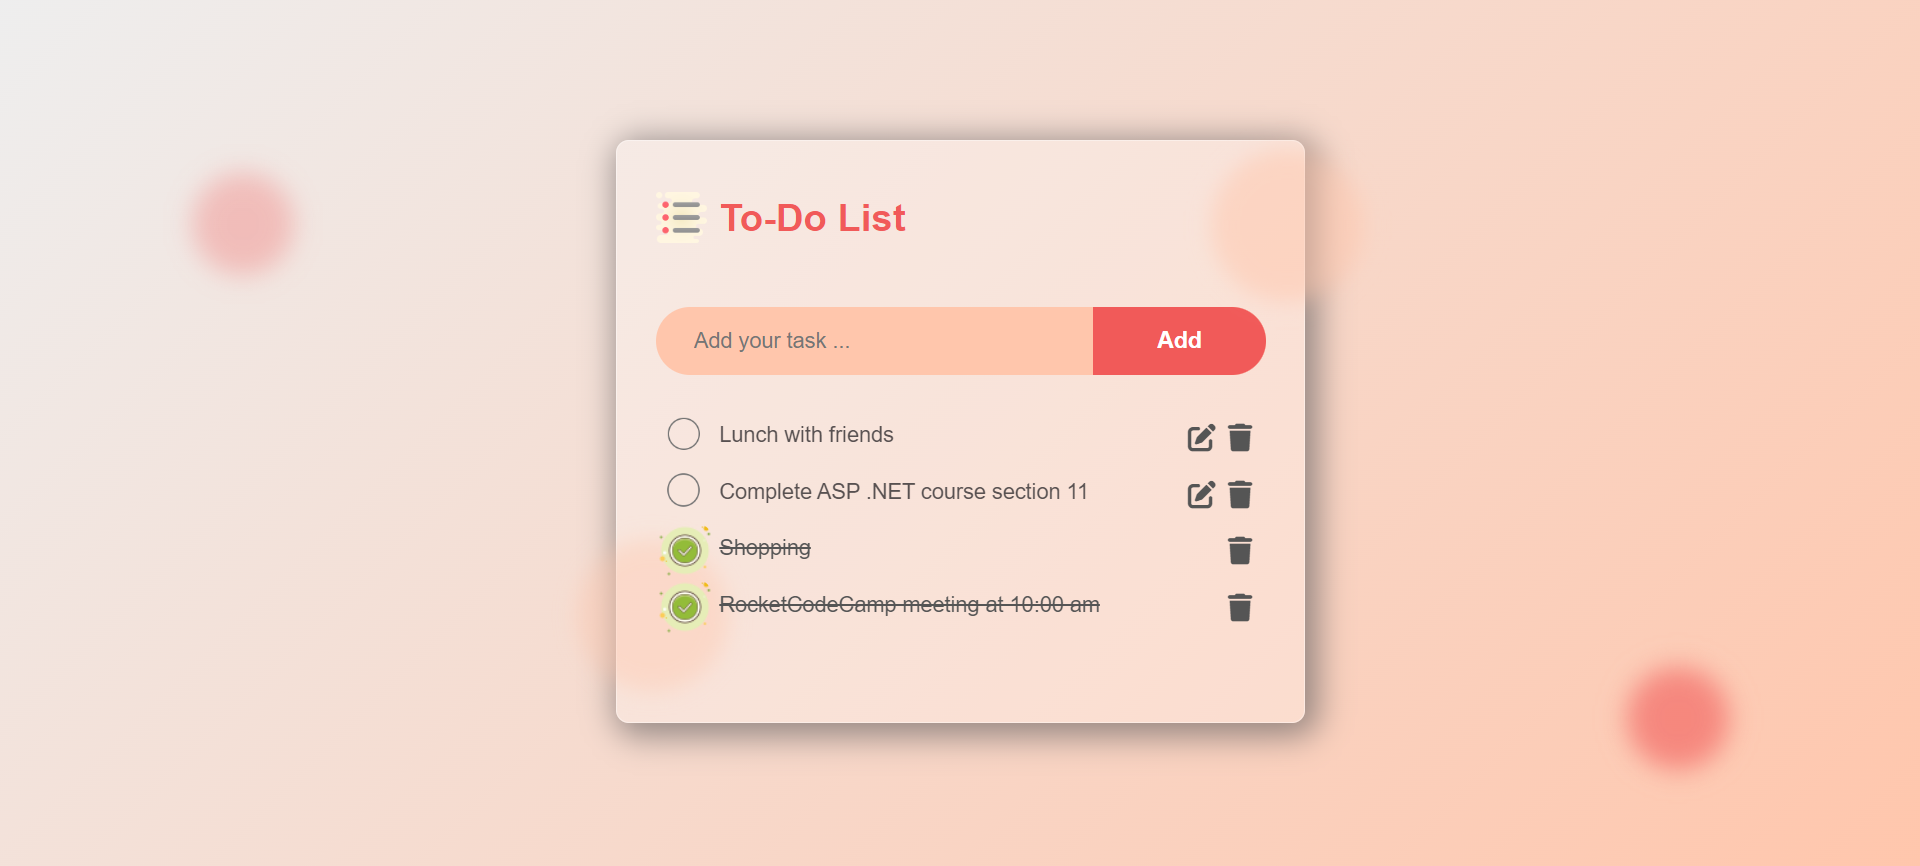 To-Do List
Add your task ...
Add
Lunch with friends
Complete ASP .NET course section 11
Shopping
RocketCodeCamp meeting at 10:00 am